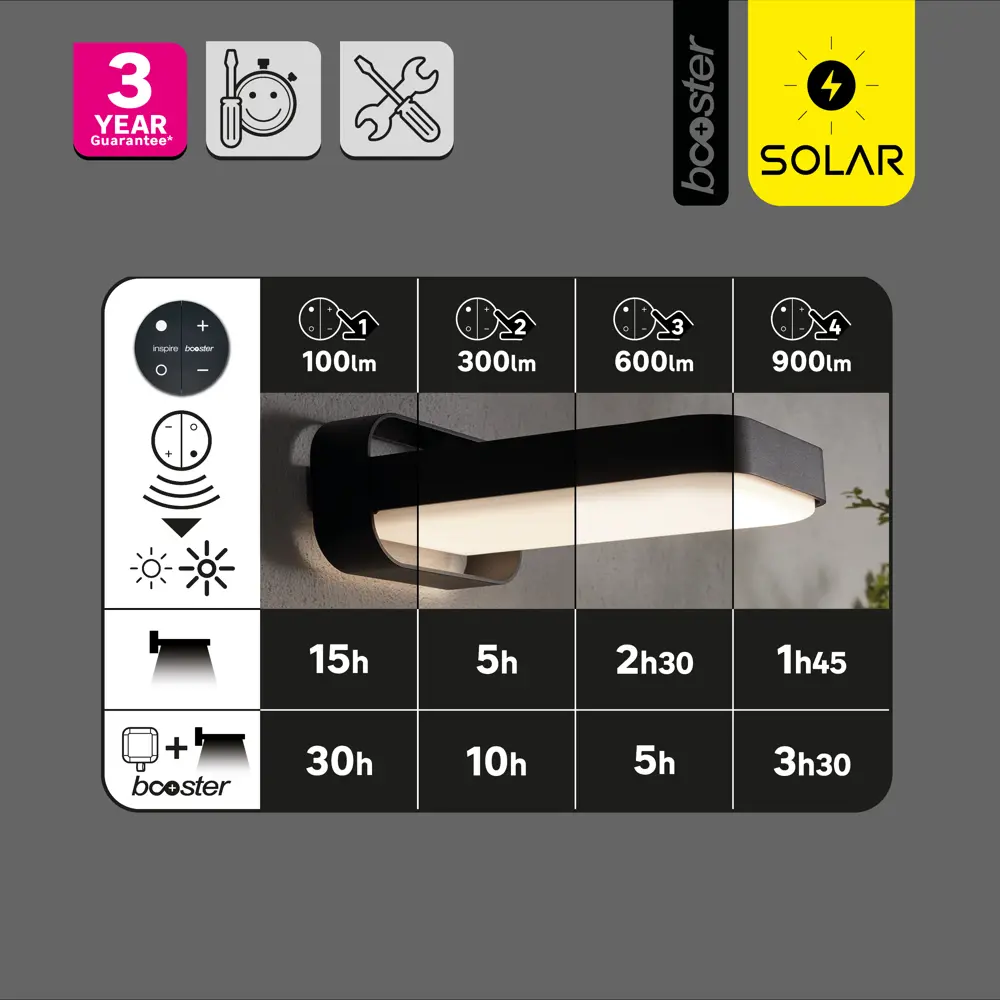 3
YEAR
Guarantee*
booster
SOLAR
inspire booster
1
100lm
2
300lm
3
600lm
4
900lm
15h
5h
2h30
1h45
booster
30h
10h
5h
3h30